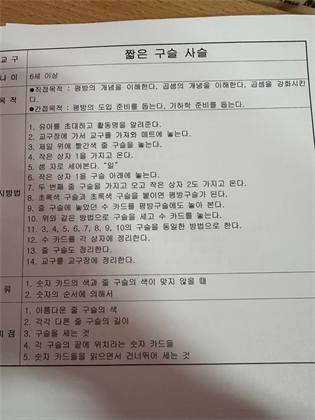 교 구
짧은 구슬 사슬
나 이
6세 이상
목 적
●직접목적 : 평방의 개념을 이해한다, 곱셈의 개념을 이해한다, 곱셈을 강화시킨
다.
●간접목적 : 평방의 도입 준비를 돕는다, 기하학 준비를 돕는다.
시방법
1. 유아를 초대하고 활동명을 알려준다.
2. 교구장에 가서 교구를 가져와 매트에 놓는다.
3. 제일 위에 빨간색 줄 구슬을 놓는다.
4. 작은 상자 1을 가지고 온다.
5. 셈 자로 세어본다. "일"
6. 작은 상자 1을 구슬 아래에 놓는다.
7. 두 번째 줄구슬을 가지고 오고 작은 상자 2도 가지고 온다.
8. 초록색 구슬과 초록색 구슬을 붙이면 평방구슬가 된다.
9. 줄 구슬에 놓았던 수 카드를 평방구슬에도 놓아 본다.
10. 위와 같은 방법으로 구슬을 세고 수 카드를 놓는다.
11. 3, 4, 5, 6, 7, 8, 9, 10의 구슬을 동일한 방법으로 한다.
12. 수 카드를 각 상자에 정리한다.
13. 줄 구슬도 정리한다.
14. 교구를 교구장에 정리한다.
류
1. 숫자 카드의 색과 줄 구슬의 색이 맞지 않을 때
2. 숫자의 순서에 의해서
미 점
1. 아름다운 줄 구슬의 색
2. 각각 다른 줄 구슬의 길이
3. 구슬을 세는 것
4. 각 구슬의 끝에 위치라는 숫자 카드들
5. 숫자 카드들을 읽으면서 건너뛰어 세는 것